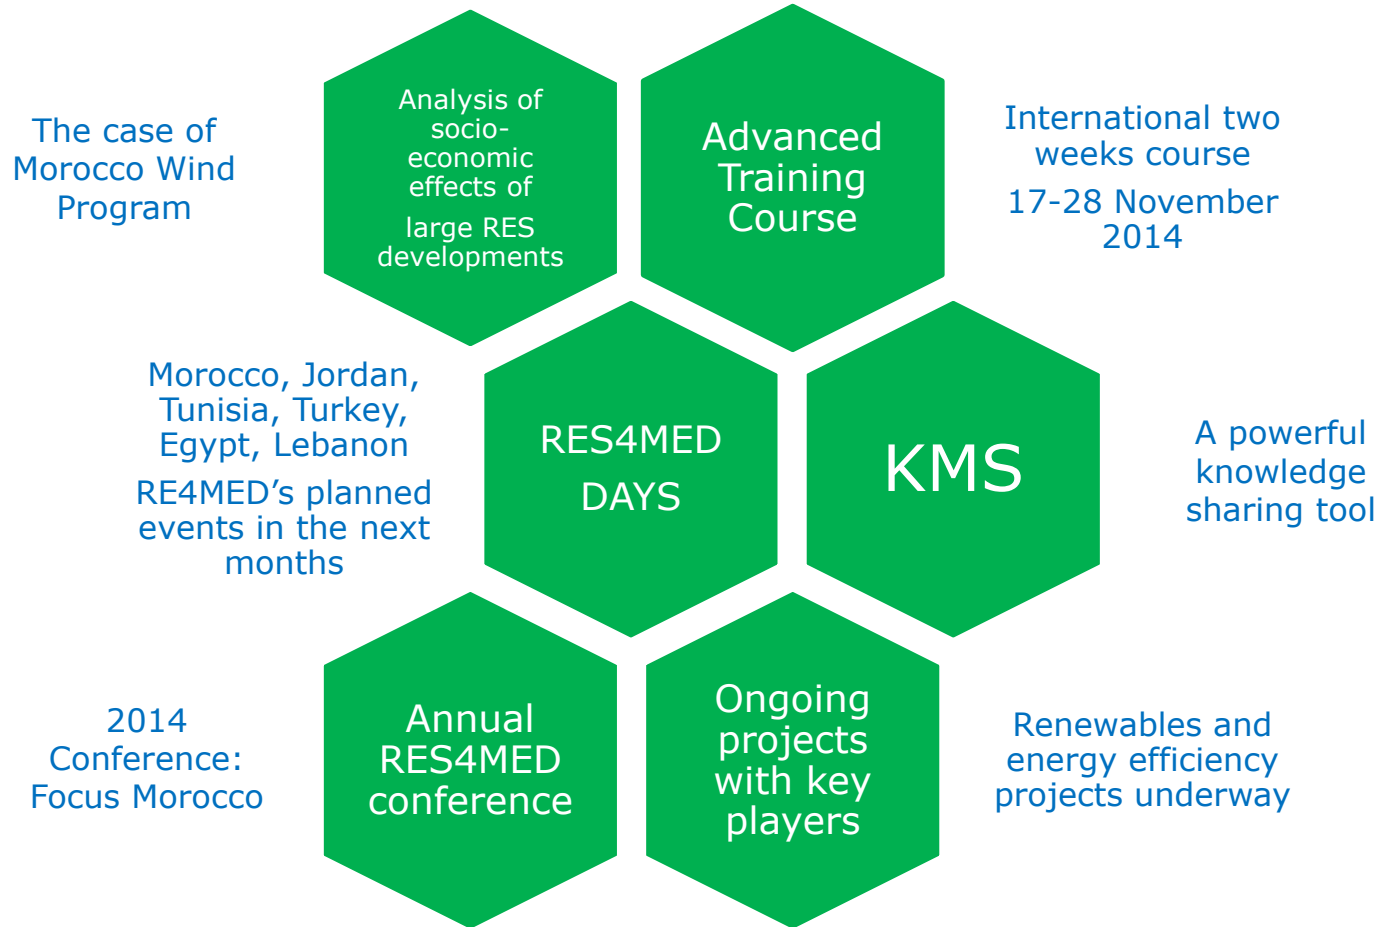 The case of
Morocco Wind
Program
Analysis of
socio-
economic
effects of
large RES
developments
Advanced
Training
Course
International two
weeks course
17-28 November
2014
Morocco, Jordan,
Tunisia, Turkey,
Egypt, Lebanon
RE4MED’s planned
events in the next
months
RES4MED
DAYS
KMS
A powerful
knowledge
sharing tool
2014
Conference:
Focus Morocco
Annual
RES4MED
conference
Ongoing
projects
with key
players
Renewables and
energy efficiency
projects underway